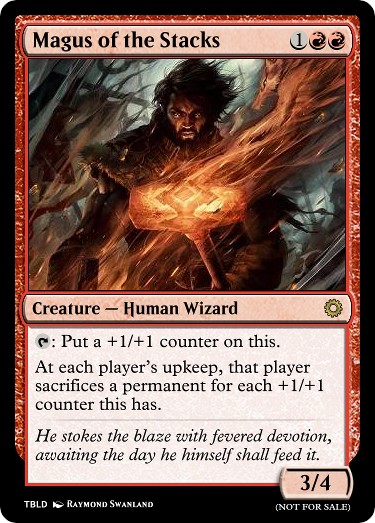 Magus of the Stacks 1
Creature — Human Wizard
: Put a +1/+1 counter on this.
At each player's upkeep, that player
sacrifices a permanent for each +1/+1
counter this has.
He stokes the blaze with fevered devotion,
awaiting the day he himself shall feed it.
3/4
TBLD Raymond Swanland
(NOT FOR SALE)